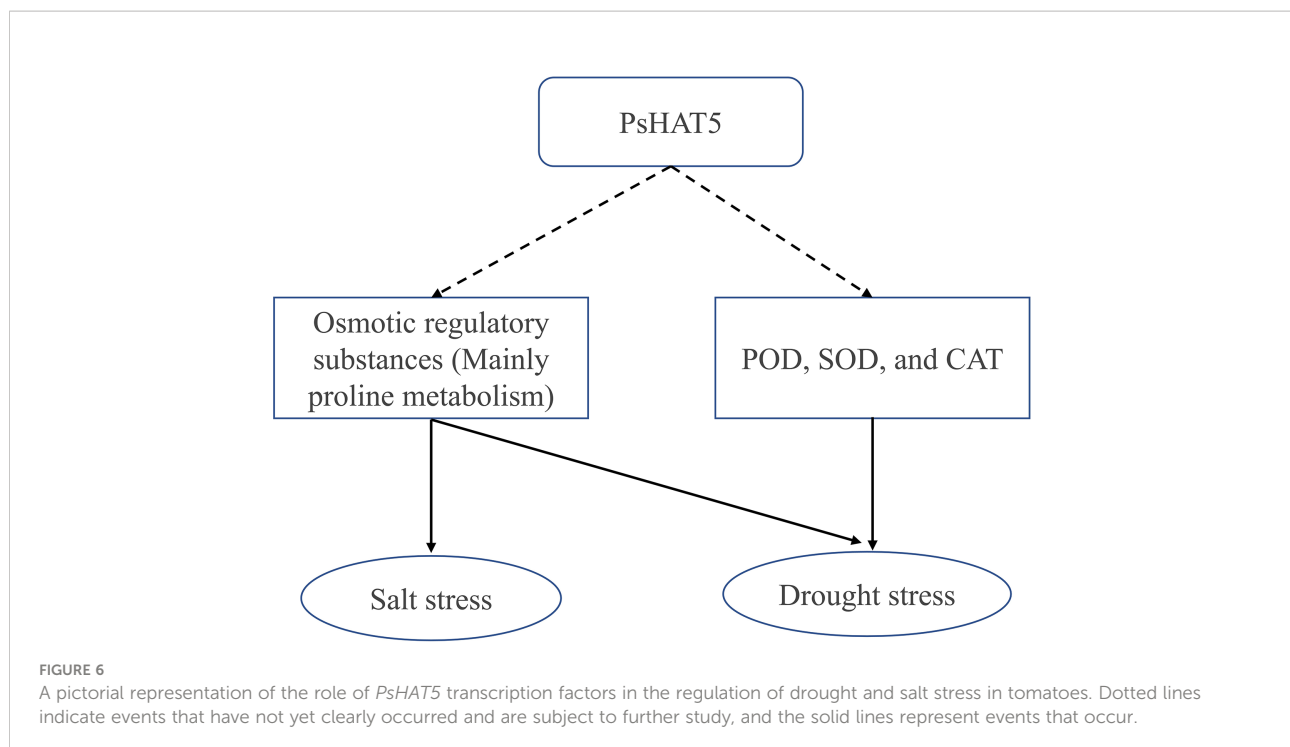 PsHAT5
Osmotic regulatory
substances (Mainly
proline metabolism)
POD, SOD, and CAT
Salt stress
Drought stress
FIGURE 6
A pictorial representation of the role of PsHAT5 transcription factors in the regulation of drought and salt stress in tomatoes. Dotted lines
indicate events that have not yet clearly occurred and are subject to further study, and the solid lines represent events that occur.